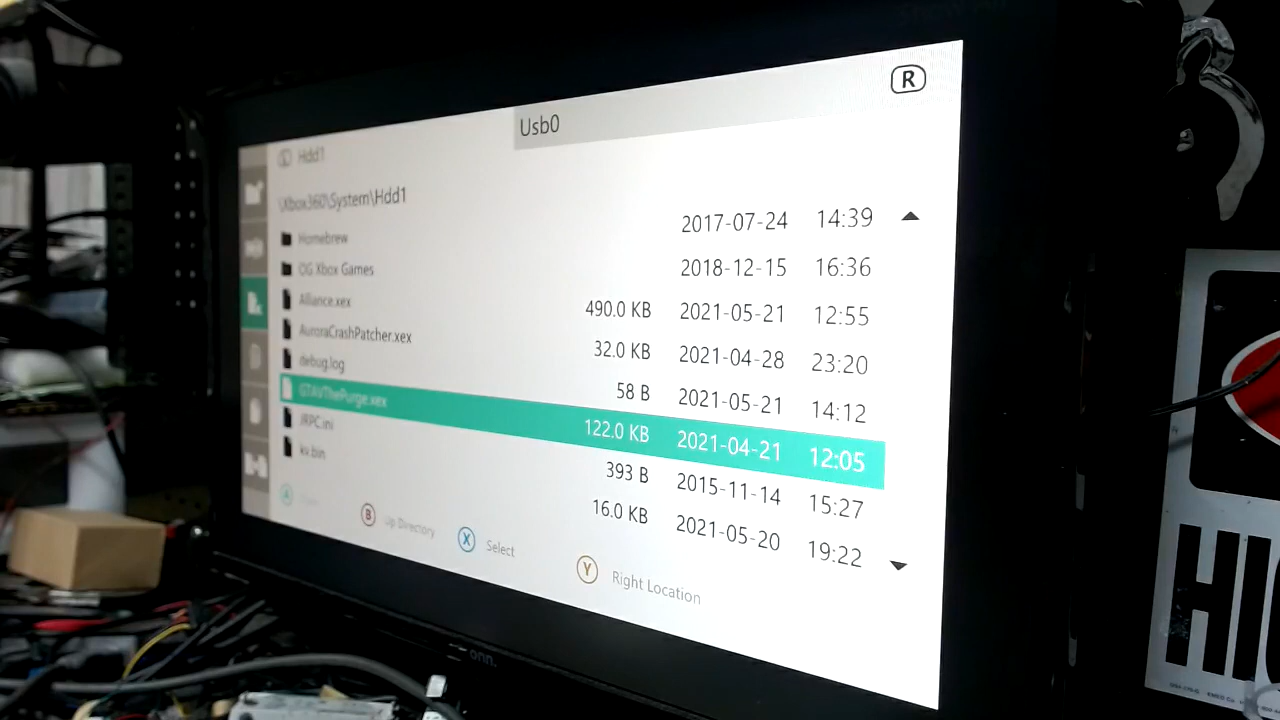 R
Usb0
Hdd1
\Xbox360\System\Hdd1
Homebrew 2017-07-24 14:39
OG Xbox Games 2018-12-15 16:36
Alliance.xex 490.0 KB 2021-05-21 12:55
AuroraCrashPatcher.xex 32.0 KB 2021-04-28 23:20
debug.log 58 B 2021-05-21 14:12
GTAVThePurge.xex 122.0 KB 2021-04-21 12:05
JRPC.ini 393 B 2015-11-14 15:27
kv.bin 16.0 KB 2021-05-20 19:22
A
B Up Directory
X Select
Y Right Location
onn.